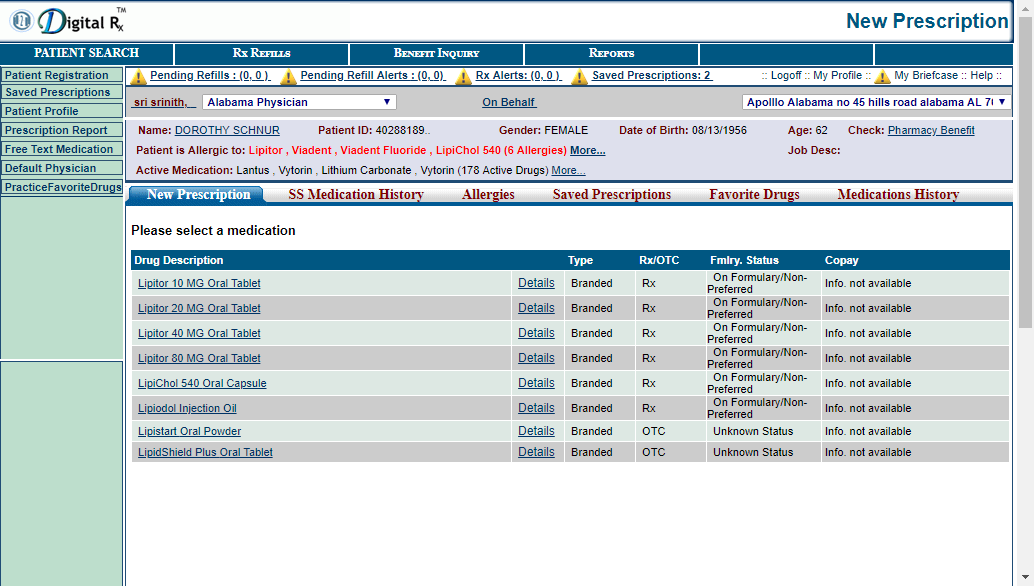 Digital Rx TM
New Prescription
PATIENT SEARCH RX REFILLS BENEFIT INQUIRY REPORTS
Patient Registration
Saved Prescriptions
Patient Profile
Prescription Report
Free Text Medication
Default Physician
PracticeFavoriteDrugs
Pending Refills : (0, 0 ) Pending Refill Alerts : (0, 0) Rx Alerts: (0, 0 ) Saved Prescriptions: 2 :: Logoff :: My Profile :: My Briefcase :: Help ::
sri srinith, Alabama Physician On Behalf Apolllo Alabama no 45 hills road alabama AL
Name: DOROTHY SCHNUR Patient ID: 40288189.. Gender: FEMALE Date of Birth: 08/13/1956 Age: 62 Check: Pharmacy Benefit
Patient is Allergic to: Lipitor , Viadent , Viadent Fluoride , LipiChol 540 (6 Allergies) More... Job Desc:
Active Medication: Lantus , Vytorin , Lithium Carbonate , Vytorin (178 Active Drugs) More...
New Prescription SS Medication History Allergies Saved Prescriptions Favorite Drugs Medications History
Please select a medication
Drug Description Type Rx/OTC Fmlry. Status Copay
Lipitor 10 MG Oral Tablet Details Branded Rx On Formulary/Non-Preferred Info. not available
Lipitor 20 MG Oral Tablet Details Branded Rx On Formulary/Non-Preferred Info. not available
Lipitor 40 MG Oral Tablet Details Branded Rx On Formulary/Non-Preferred Info. not available
Lipitor 80 MG Oral Tablet Details Branded Rx On Formulary/Non-Preferred Info. not available
LipiChol 540 Oral Capsule Details Branded Rx On Formulary/Non-Preferred Info. not available
Lipiodol Injection Oil Details Branded Rx On Formulary/Non-Preferred Info. not available
Lipistart Oral Powder Details Branded OTC Unknown Status Info. not available
LipidShield Plus Oral Tablet Details Branded OTC Unknown Status Info. not available